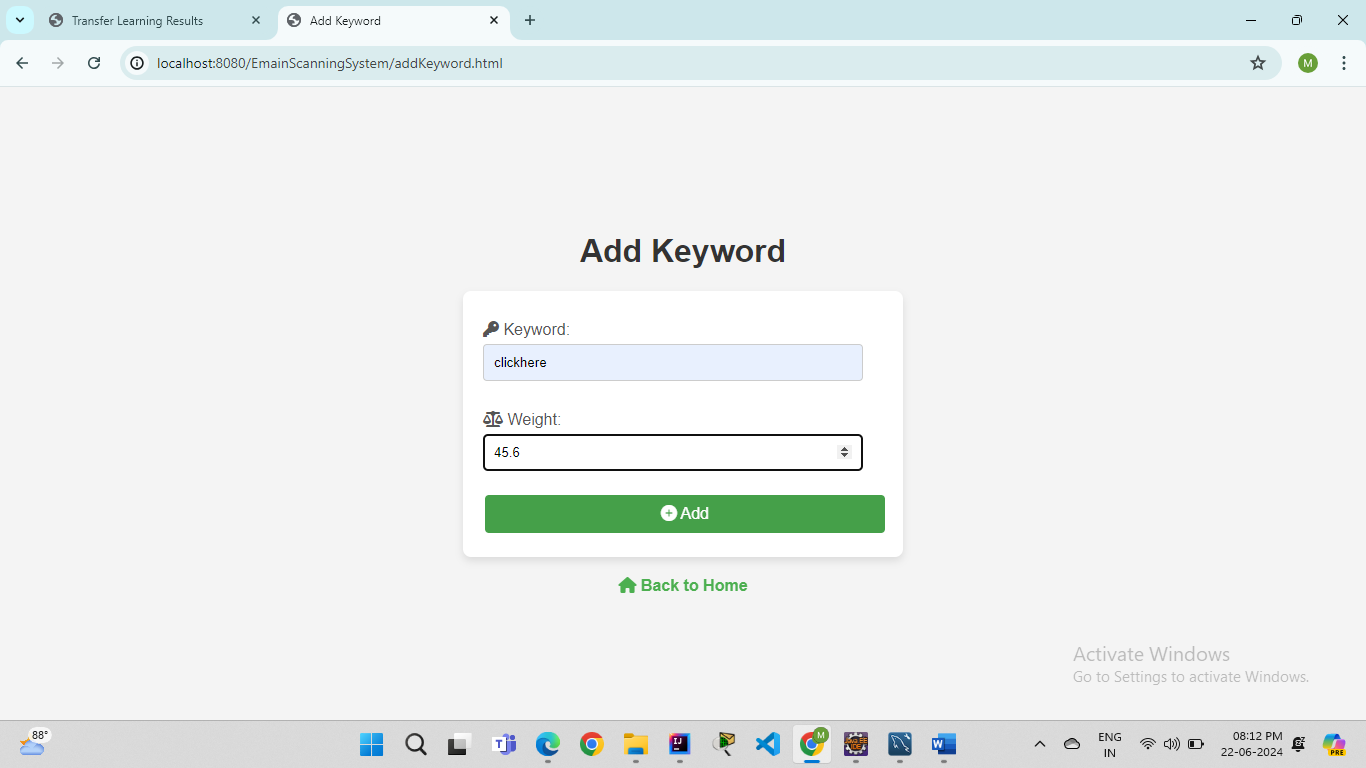 Transfer Learning Results
Add Keyword
localhost:8080/EmainScanningSystem/addKeyword.html
M
Add Keyword
Keyword:
clickhere
Weight:
45.6
Add
Back to Home
Activate Windows
Go to Settings to activate Windows.
88°
M
ENG
IN
08:12 PM
22-06-2024
PRE